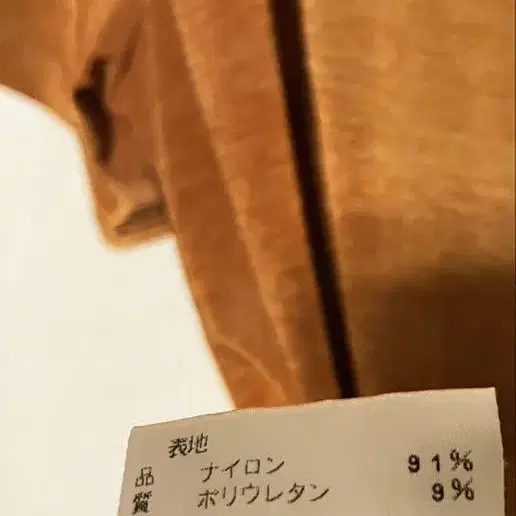 表地
品 ナイロン 91%
質 ポリウレタン 9%